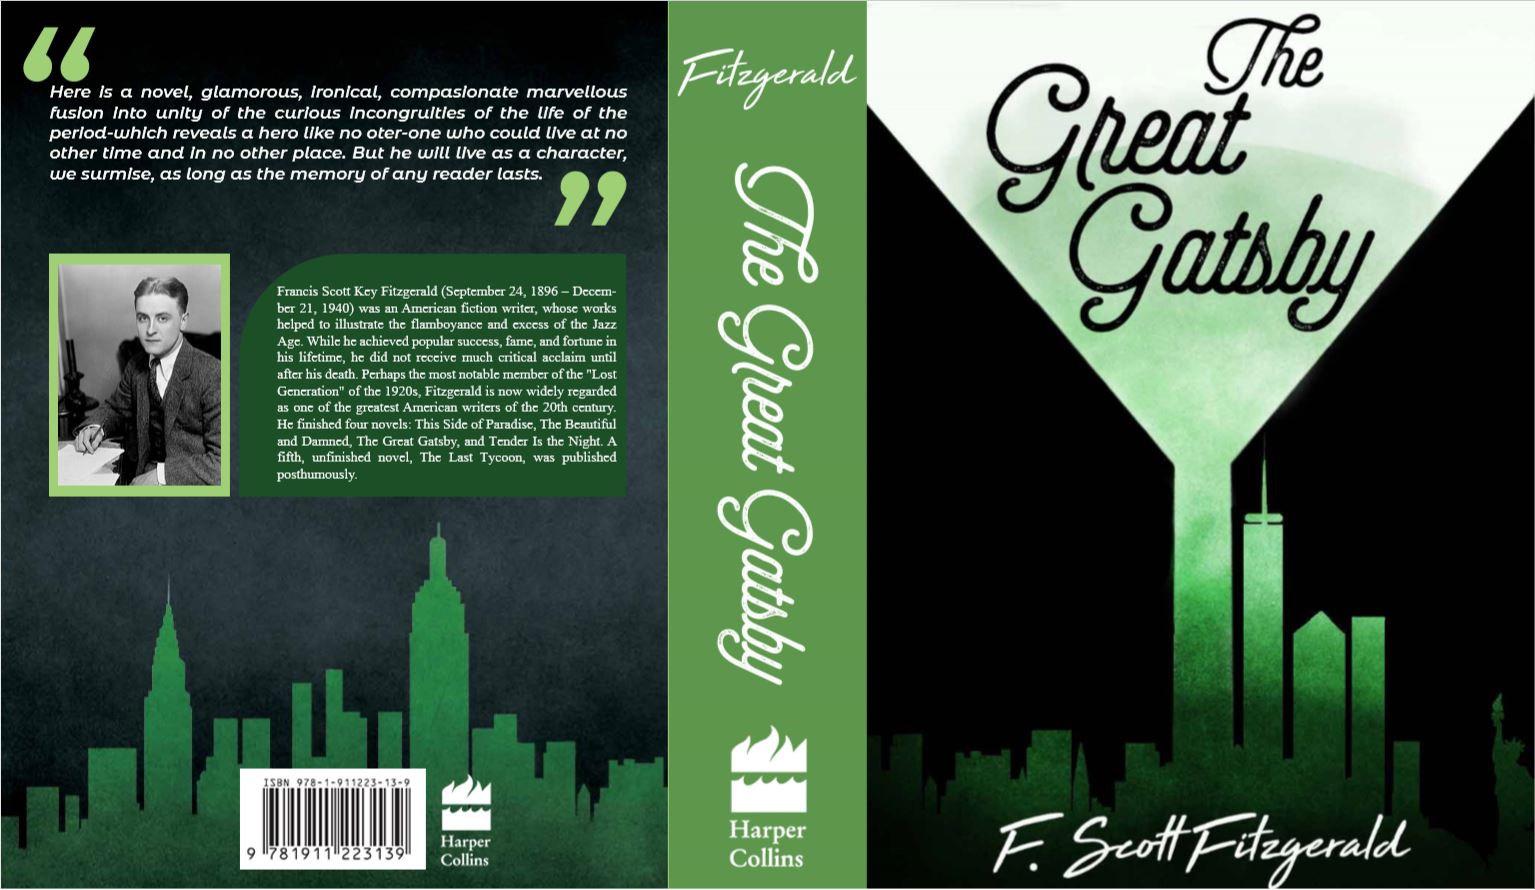 “
Here is a novel, glamorous, ironical, compasionate marvellous
fusion into unity of the curious incongruities of the life of the
period-which reveals a hero like no oter-one who could live at no
other time and in no other place. But he will live as a character,
we surmise, as long as the memory of any reader lasts.
”
Francis Scott Key Fitzgerald (September 24, 1896 – Decem-
ber 21, 1940) was an American fiction writer, whose works
helped to illustrate the flamboyance and excess of the Jazz
Age. While he achieved popular success, fame, and fortune in
his lifetime, he did not receive much critical acclaim until
after his death. Perhaps the most notable member of the "Lost
Generation" of the 1920s, Fitzgerald is now widely regarded
as one of the greatest American writers of the 20th century.
He finished four novels: This Side of Paradise, The Beautiful
and Damned, The Great Gatsby, and Tender Is the Night. A
fifth, unfinished novel, The Last Tycoon, was published
posthumously.
ISBN 978-1-911223-13-9
9 781911 223139
Harper
Collins
Fitzgerald
The Great Gatsby
Harper
Collins
The
Great
Gatsby
F. Scott Fitzgerald